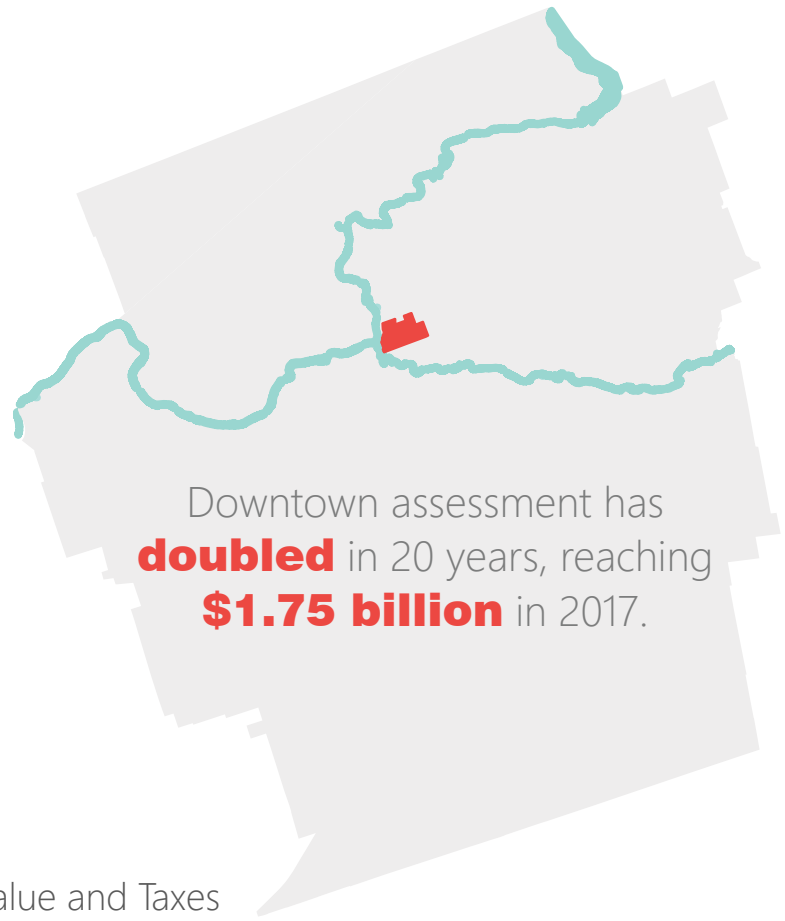 Downtown assessment has
doubled in 20 years, reaching
$1.75 billion in 2017.
alue and Taxes